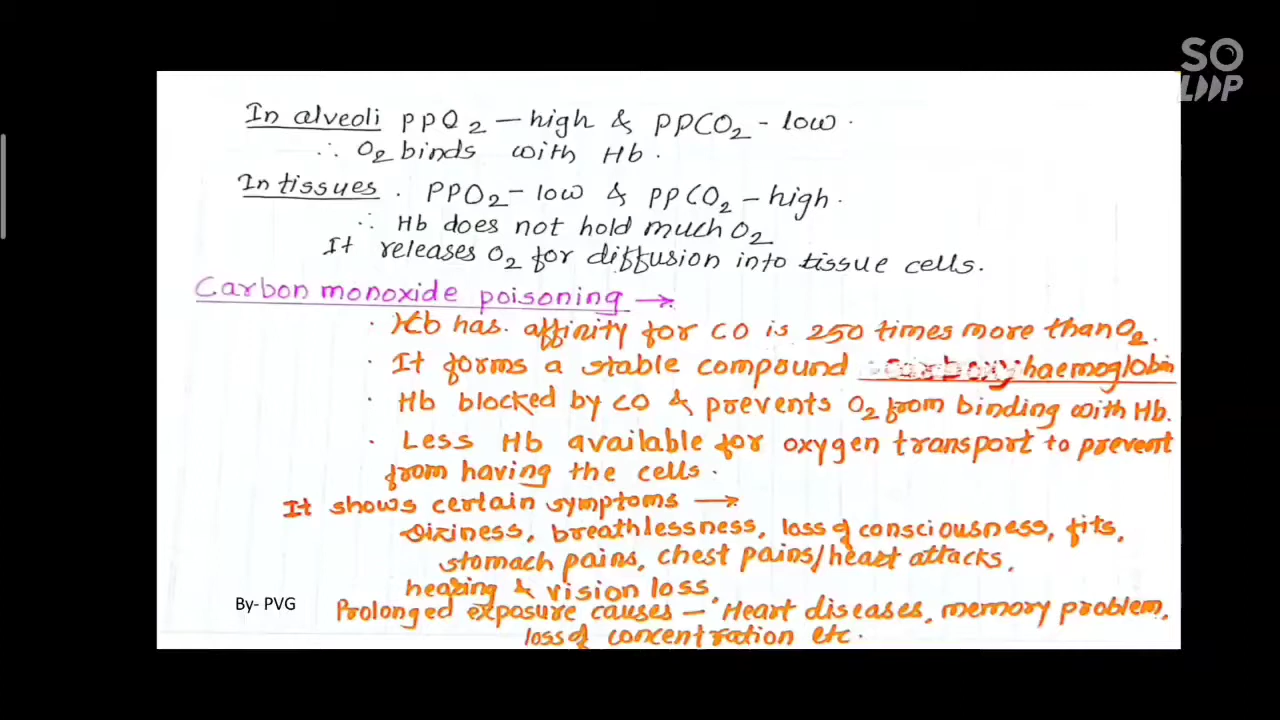 SO
LOOP
In alveoli PPO2 — high & PPCO2 - low.
∴ O2 binds with Hb.
In tissues. PPO2 - low & PPCO2 - high.
∴ Hb does not hold much O2
It releases O2 for diffusion into tissue cells.
Carbon monoxide poisoning →
· Hb has. affinity for CO is 250 times more than O2.
· It forms a stable compound carboxyhaemoglobin
· Hb blocked by CO & prevents O2 from binding with Hb.
· Less Hb available for oxygen transport to prevent
from having the cells.
It shows certain symptoms →
Diziness, breathlessness, loss of consciousness, fits,
stomach pains, chest pains/heart attacks,
hearing & vision loss,
By- PVG
Prolonged exposure causes — Heart diseases, memory problem,
loss of concentration etc.